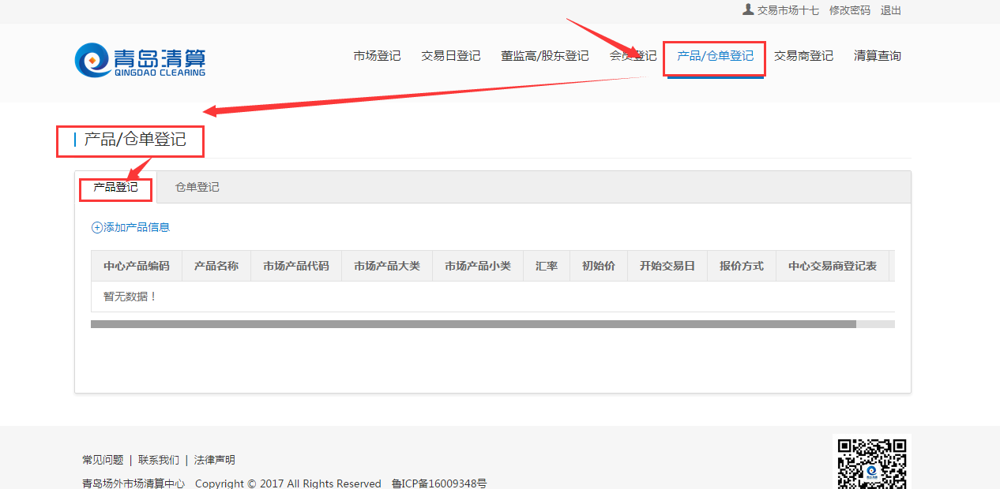 交易市场十七 修改密码 退出
青岛清算
QINGDAO CLEARING
市场登记 交易日登记 董监高/股东登记 会员登记 产品/仓单登记 交易商登记 清算查询
产品/仓单登记
产品登记 仓单登记
添加产品信息
中心产品编码 产品名称 市场产品代码 市场产品大类 市场产品小类 汇率 初始价 开始交易日 报价方式 中心交易商登记表
暂无数据！
常见问题 | 联系我们 | 法律声明
青岛场外市场清算中心 Copyright © 2017 All Rights Reserved 鲁ICP备16009348号